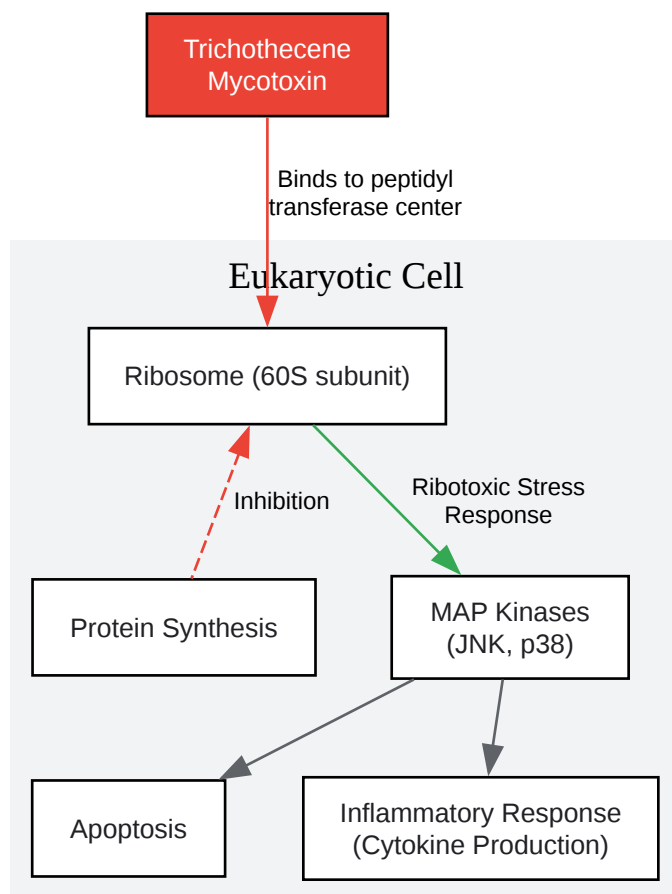 Trichothecene
Mycotoxin
Binds to peptidyl
transferase center
Eukaryotic Cell
Ribosome (60S subunit)
Inhibition
Ribotoxic Stress
Response
Protein Synthesis
MAP Kinases
(JNK, p38)
Apoptosis
Inflammatory Response
(Cytokine Production)